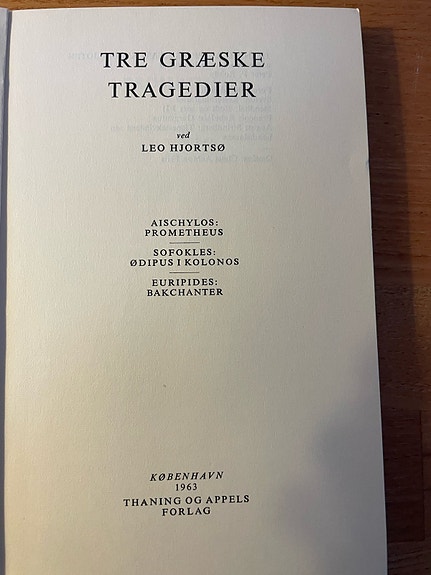 TRE GRÆSKE
TRAGEDIER
ved
LEO HJORTSØ
AISCHYLOS:
PROMETHEUS
SOFOKLES:
ØDIPUS I KOLONOS
EURIPIDES:
BAKCHANTER
KØBENHAVN
1963
THANING OG APPELS
FORLAG